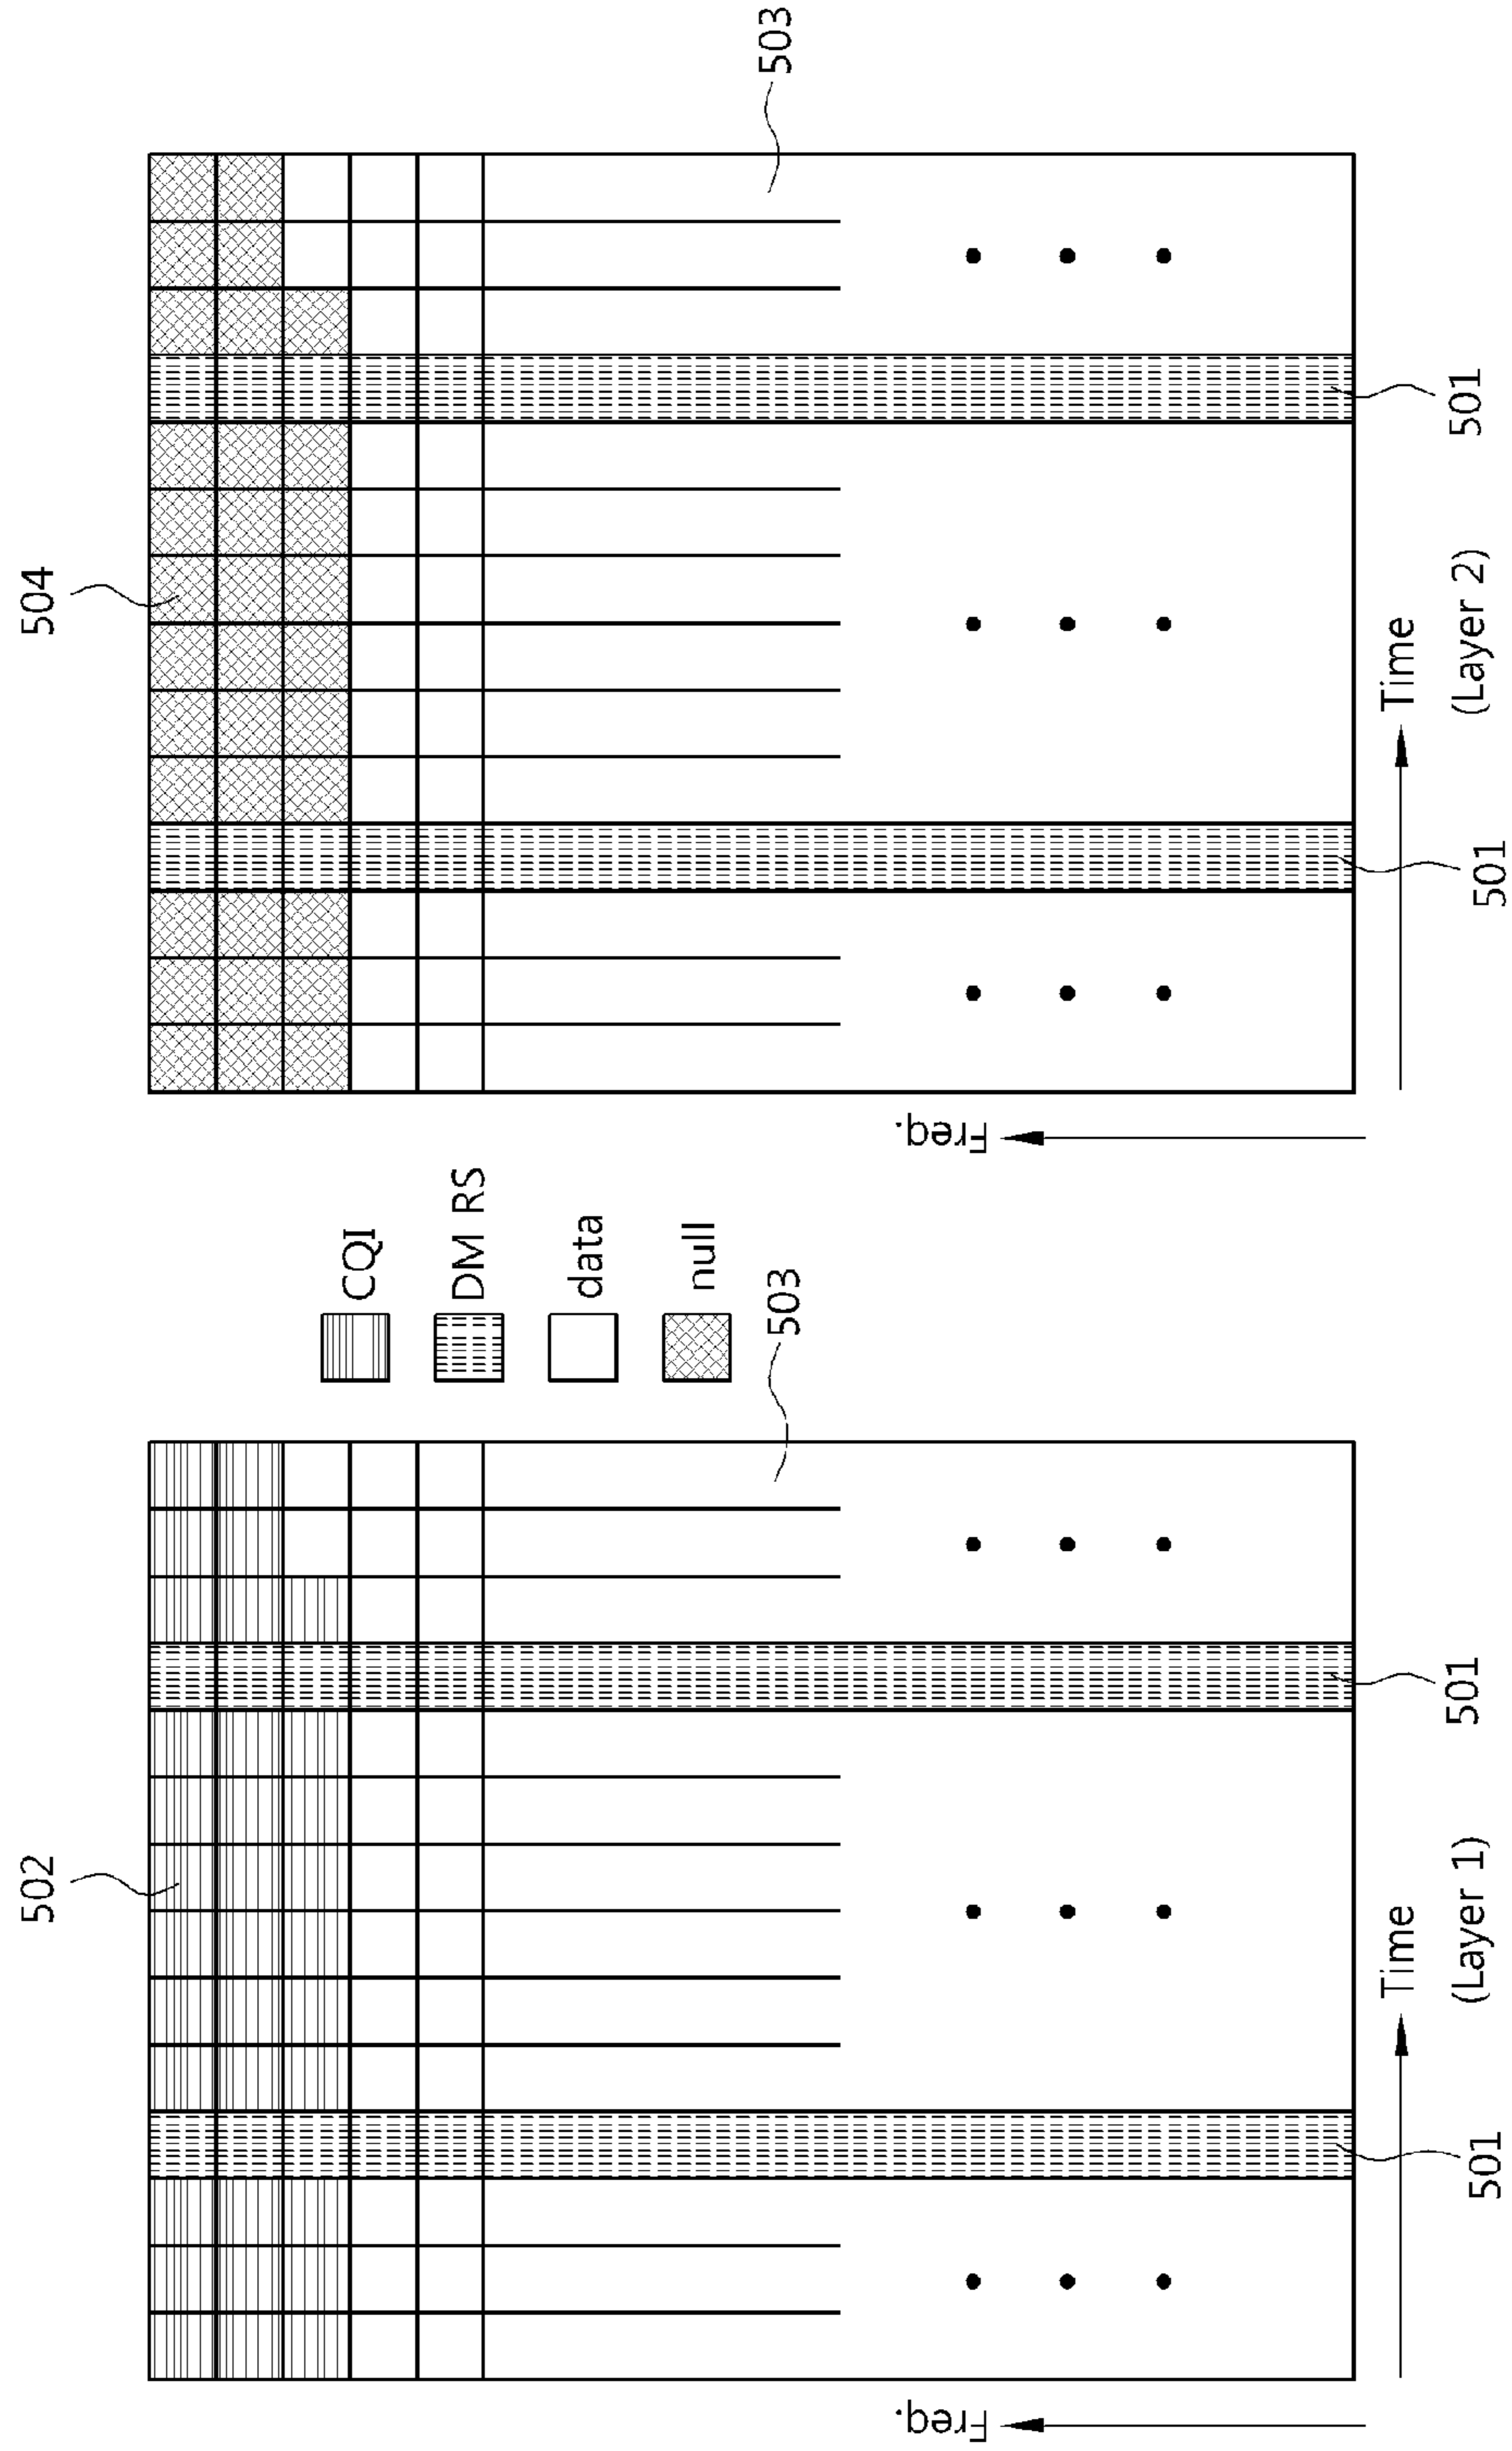 502
504
CQI
DM RS
data
null
503
503
Freq.
Freq.
501
501
501
501
Time
Time
(Layer 1)
(Layer 2)